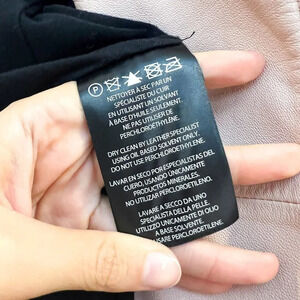 P
NETTOYER A SEC PAR UN
SPÉCIALISTE DU CUIR
EN UTILISANT UN SOLVANT
À BASE D'HUILE SEULEMENT.
NE PAS UTILISER DE
PERCHLOROETHYLENE.
DRY CLEAN BY LEATHER SPECIALIST
USING OIL BASED SOLVENT ONLY.
DO NOT USE PERCHLOROETHYLENE.
LAVAR EN SECO POR ESPECIALISTAS DEL
CUERO, USANDO ÚNICAMENTE
PRODUCTOS MINERALES.
NO UTILIZAR PERCLOROETILENO.
LAVARE A SECCO DA UNO
SPECIALISTA DELLA PELLE.
UTILIZZO UNICAMENTE DI OLIO
A BASE SOLVENTE.
USARE PERCLOROETILENE.